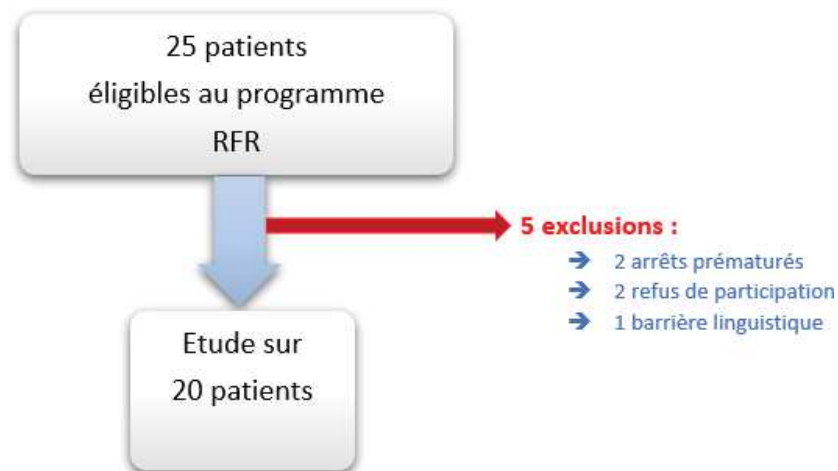 25 patients
éligibles au programme
RFR
5 exclusions :
➔ 2 arrêts prématurés
➔ 2 refus de participation
➔ 1 barrière linguistique
Etude sur
20 patients